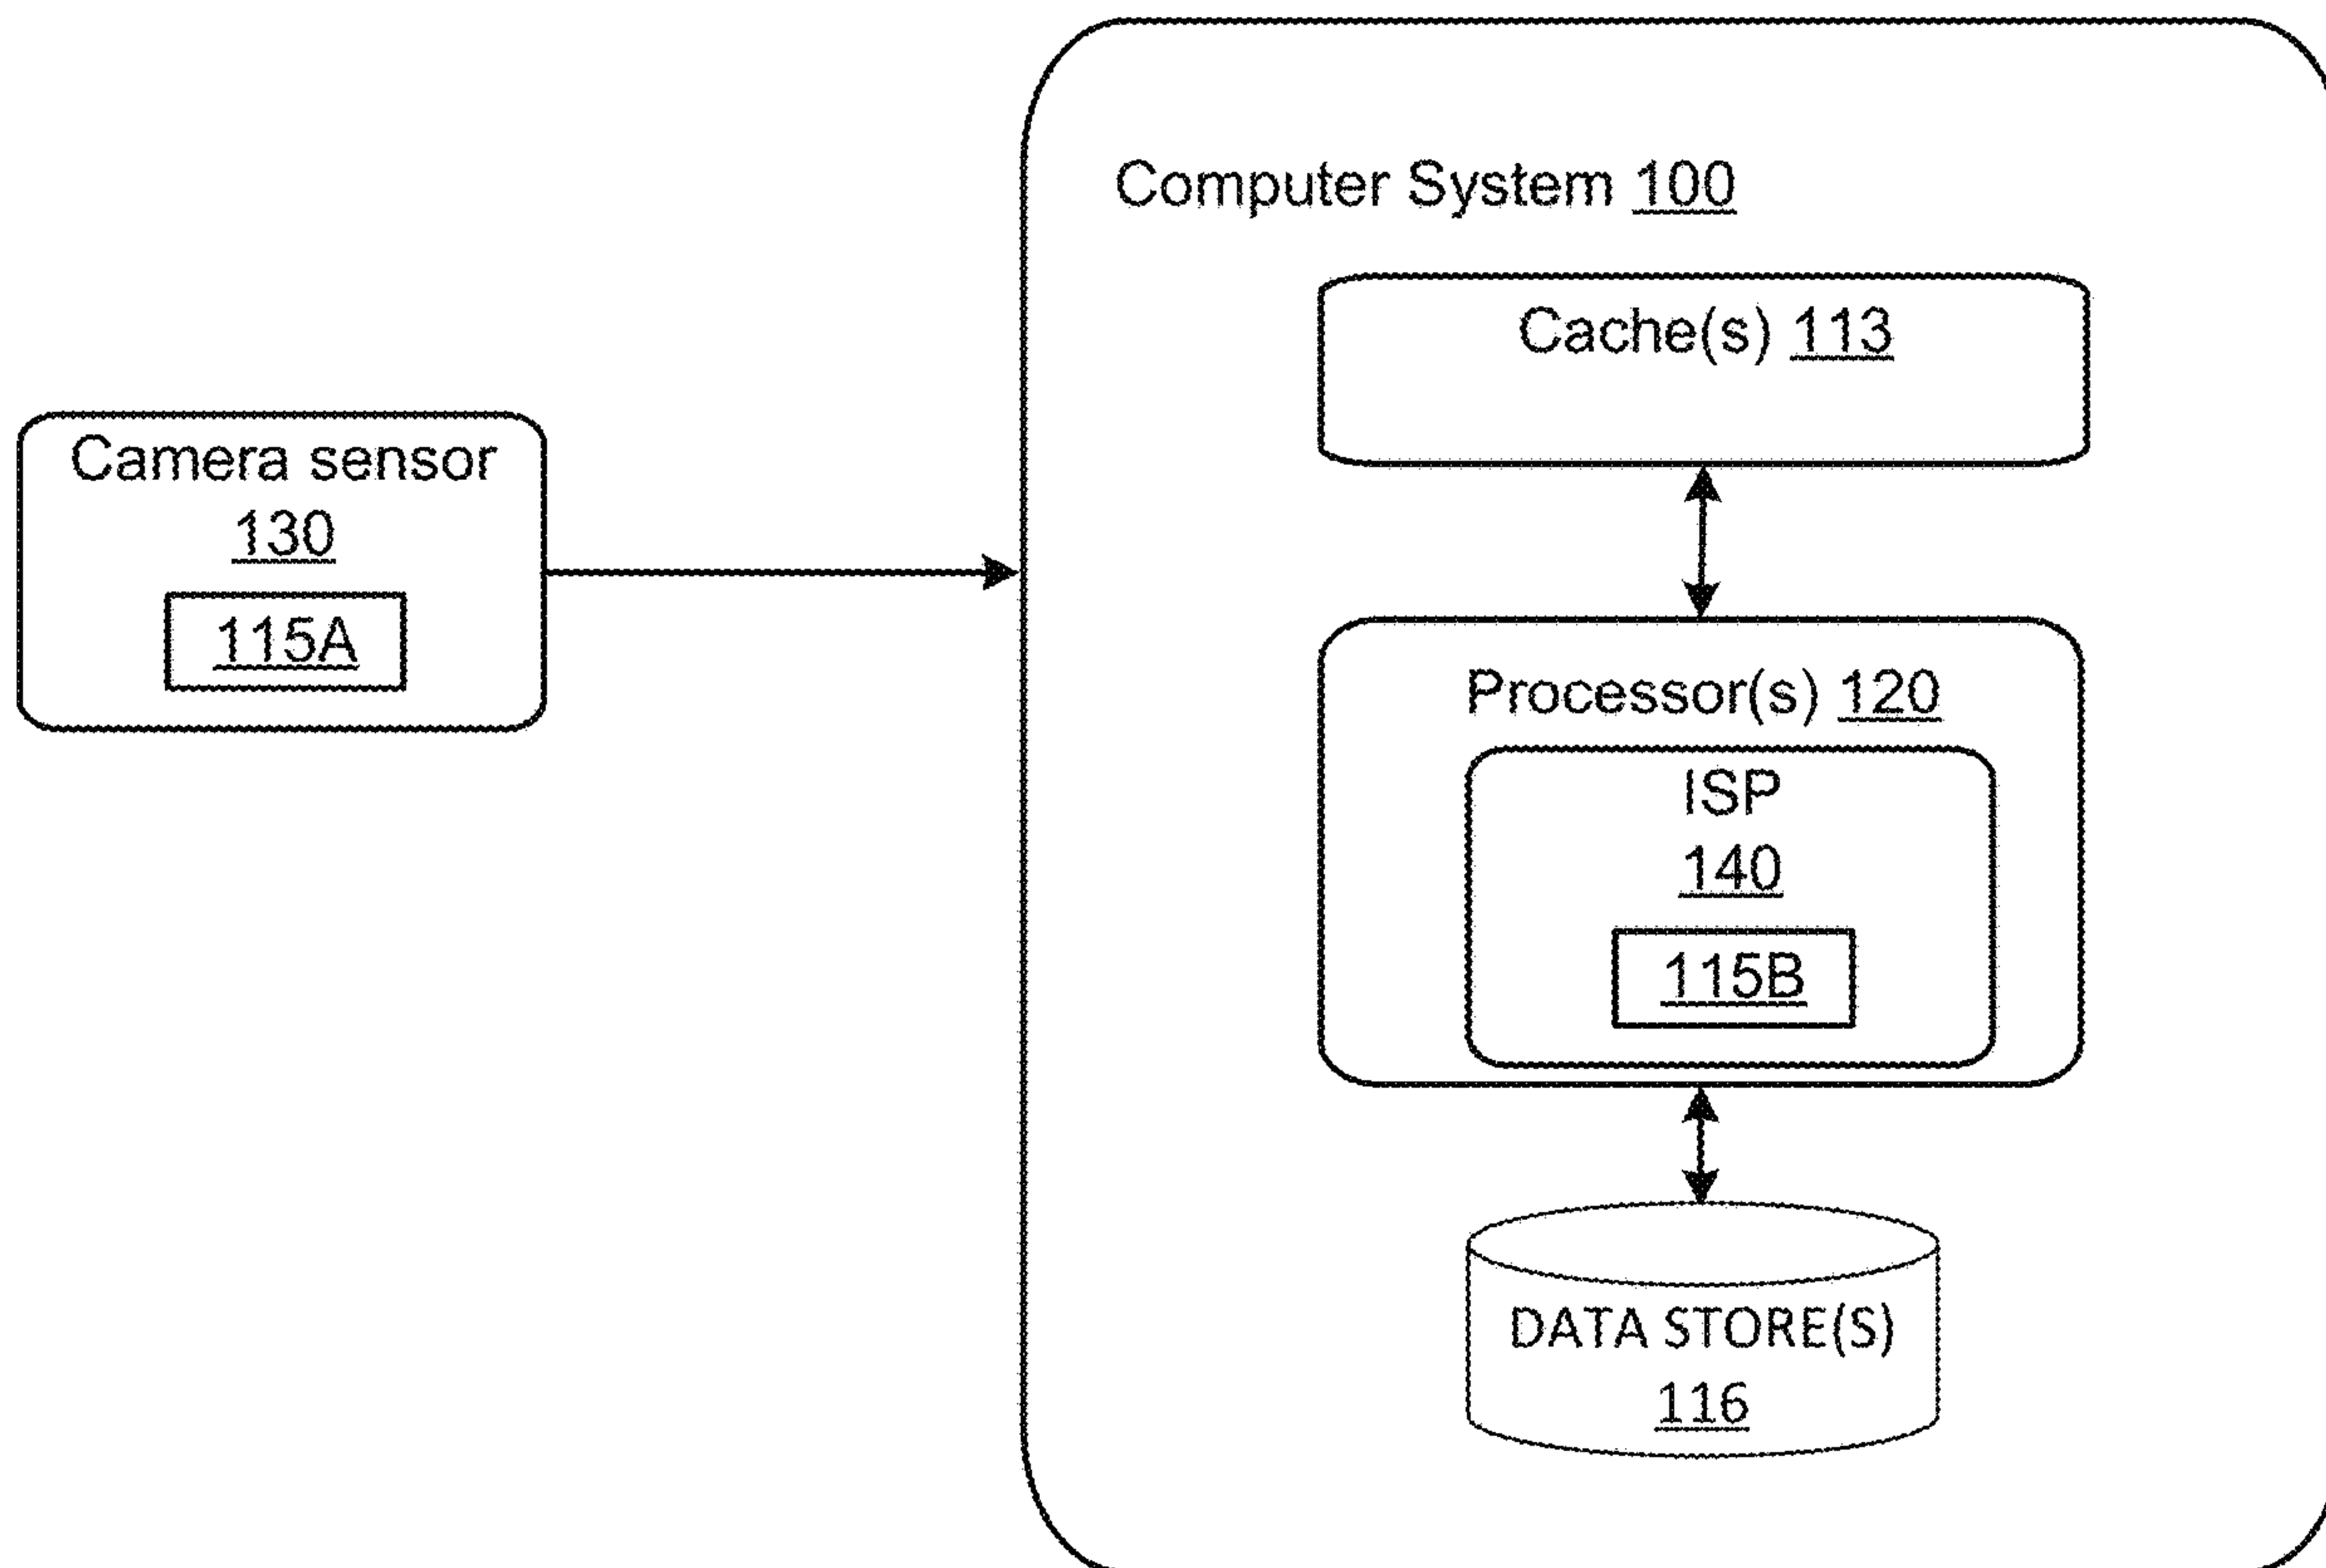 Computer System 100
Cache(s) 113
Camera sensor
130
115A
Processor(s) 120
ISP
140
115B
DATA STORE(S)
116